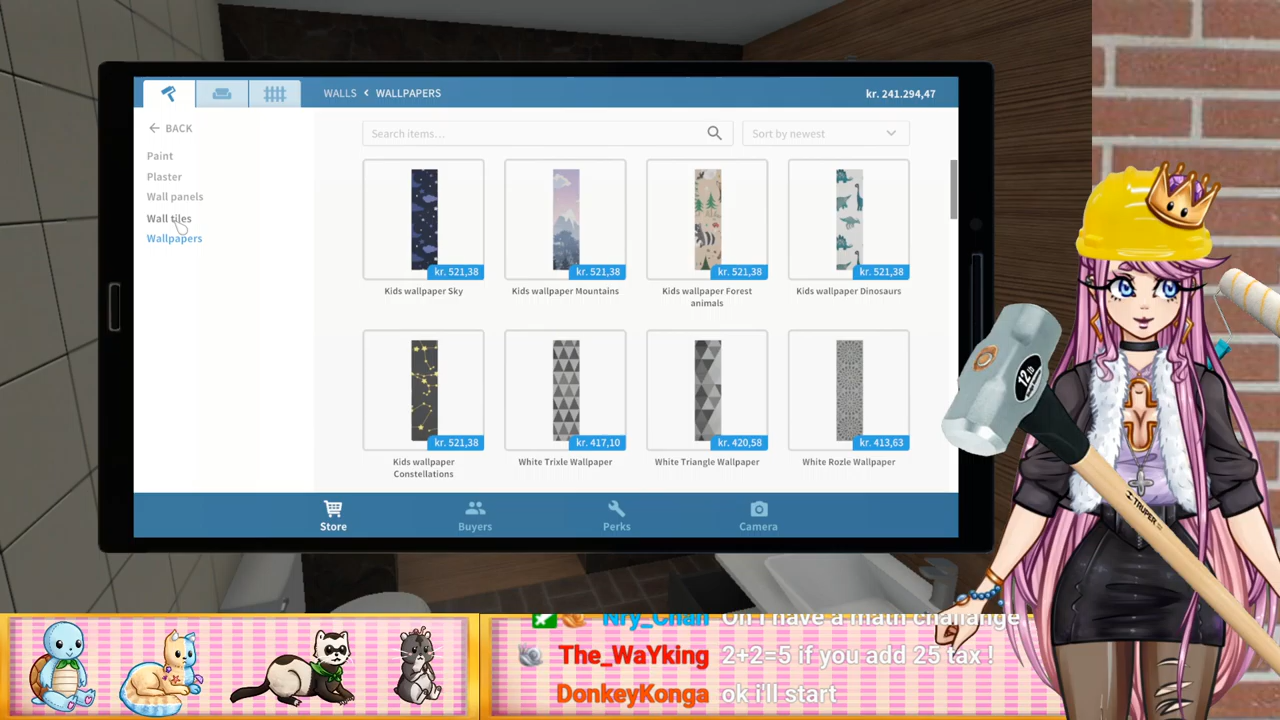 WALLS < WALLPAPERS
kr. 241.294,47
BACK
Paint
Plaster
Wall panels
Wall tiles
Wallpapers
Search items...
Sort by newest
kr. 521,38
kr. 521,38
kr. 521,38
kr. 521,38
Kids wallpaper Sky
Kids wallpaper Mountains
Kids wallpaper Forest
animals
Kids wallpaper Dinosaurs
kr. 521,38
kr. 417,10
kr. 420,58
kr. 413,63
Kids wallpaper
Constellations
White Trixle Wallpaper
White Triangle Wallpaper
White Rozle Wallpaper
Store
Buyers
Perks
Camera
12 lb
TRUPER
Nry_Chan Oh I have a math challange
The_WaYking 2+2=5 if you add 25 tax !
DonkeyKonga ok i'll start